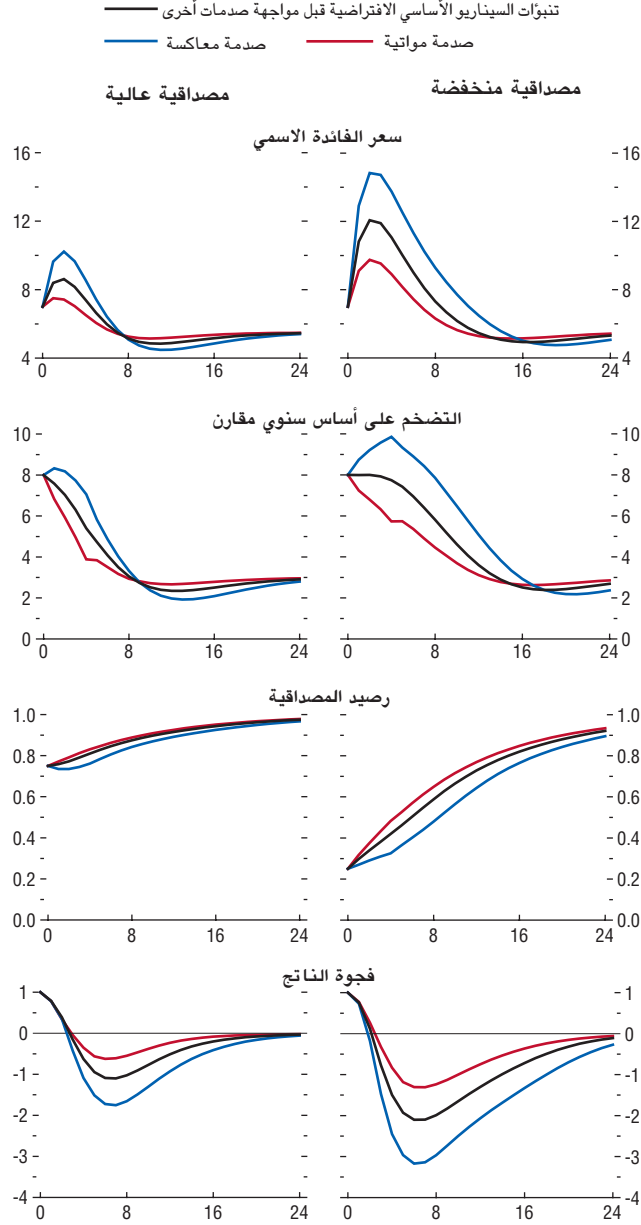 تنبؤات السيناريو الأساسي الافتراضية قبل مواجهة صدمات أخرى
صدمة مواتية صدمة معاكسة
مصداقية منخفضة مصداقية عالية
سعر الفائدة الاسمي
16 16
12 12
8 8
4 4
0 8 16 24 0 8 16 24
التضخم على أساس سنوي مقارن
10 10
8 8
6 6
4 4
2 2
0 0
0 8 16 24 0 8 16 24
رصيد المصداقية
1.0 1.0
0.8 0.8
0.6 0.6
0.4 0.4
0.2 0.2
0.0 0.0
0 8 16 24 0 8 16 24
فجوة الناتج
1 1
0 0
-1 -1
-2 -2
-3 -3
-4 -4
0 8 16 24 0 8 16 24